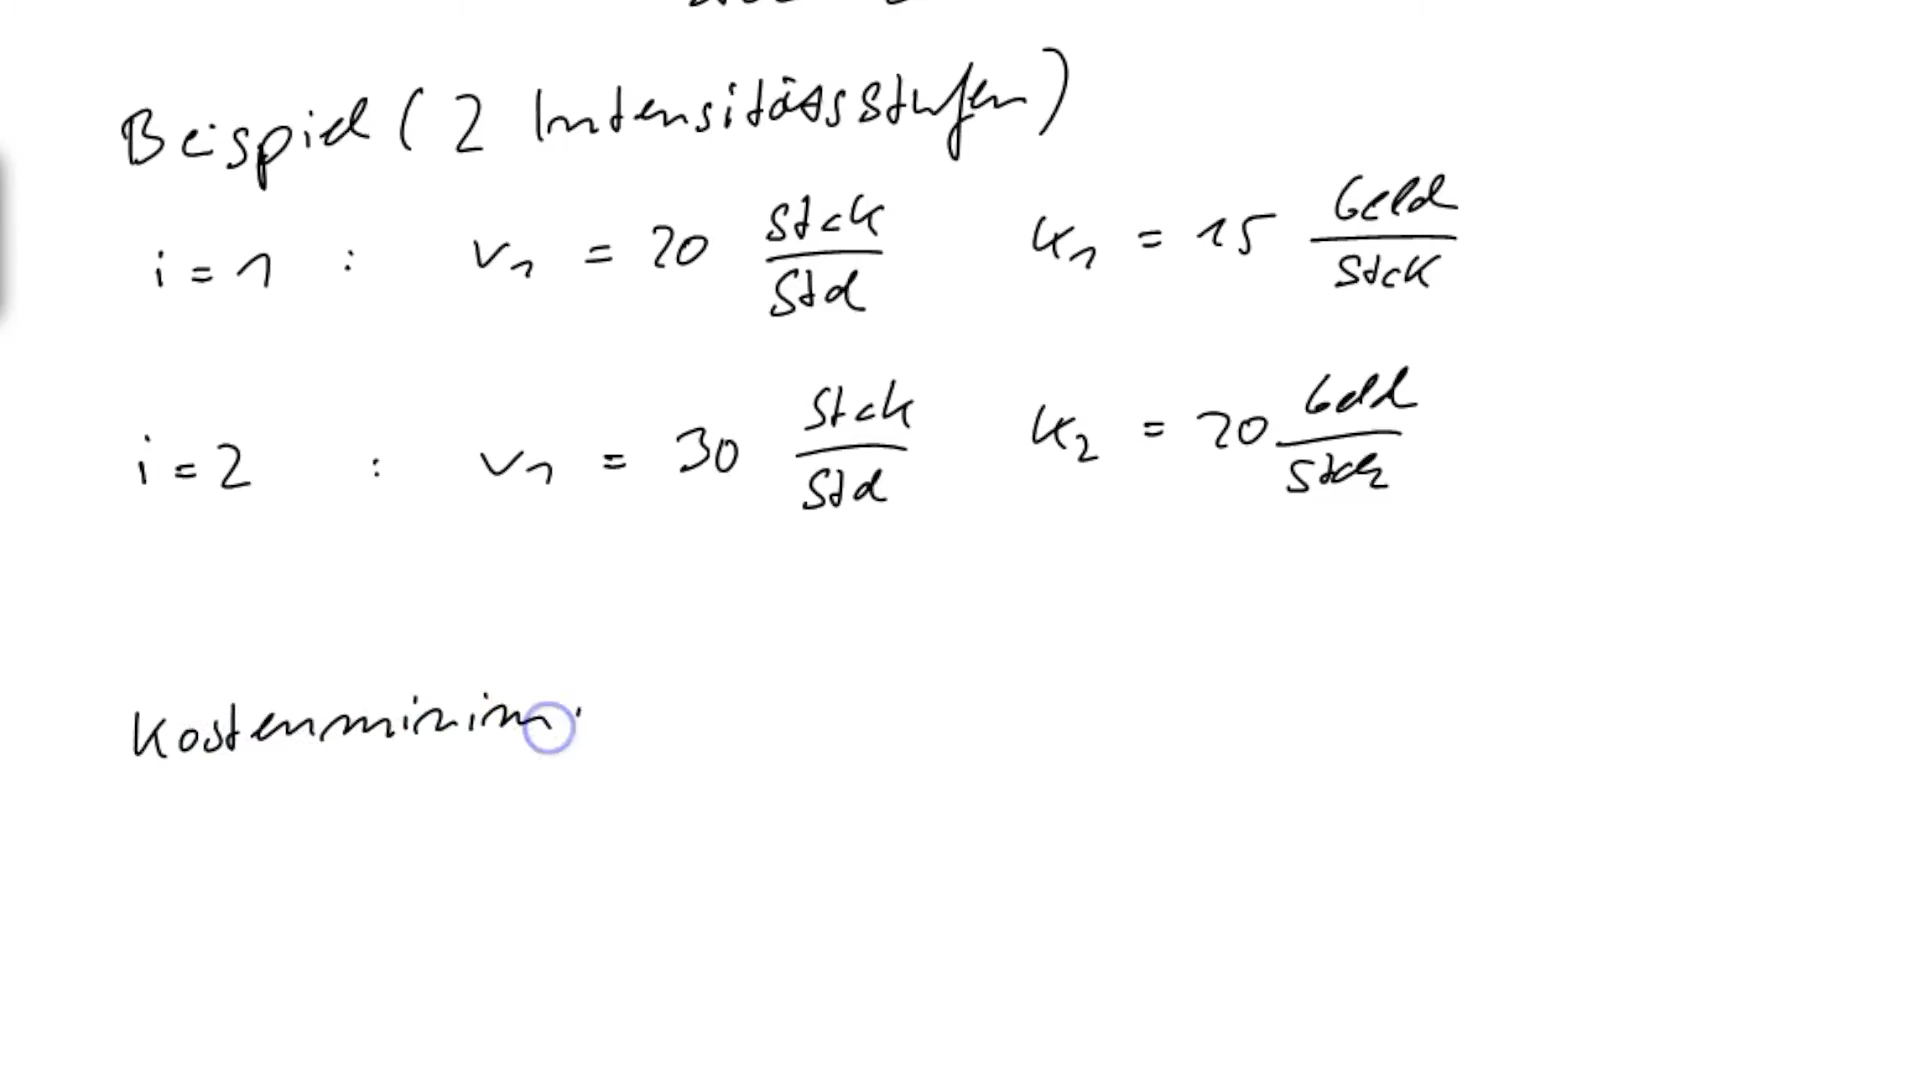 Beispiel (2 Intensitätsstufen)
i = 1 : v₁ = 20 Stck/Std k₁ = 15 Geld/Stck
i = 2 : v₁ = 30 Stck/Std k₂ = 20 Geld/Stck
Kostenminim